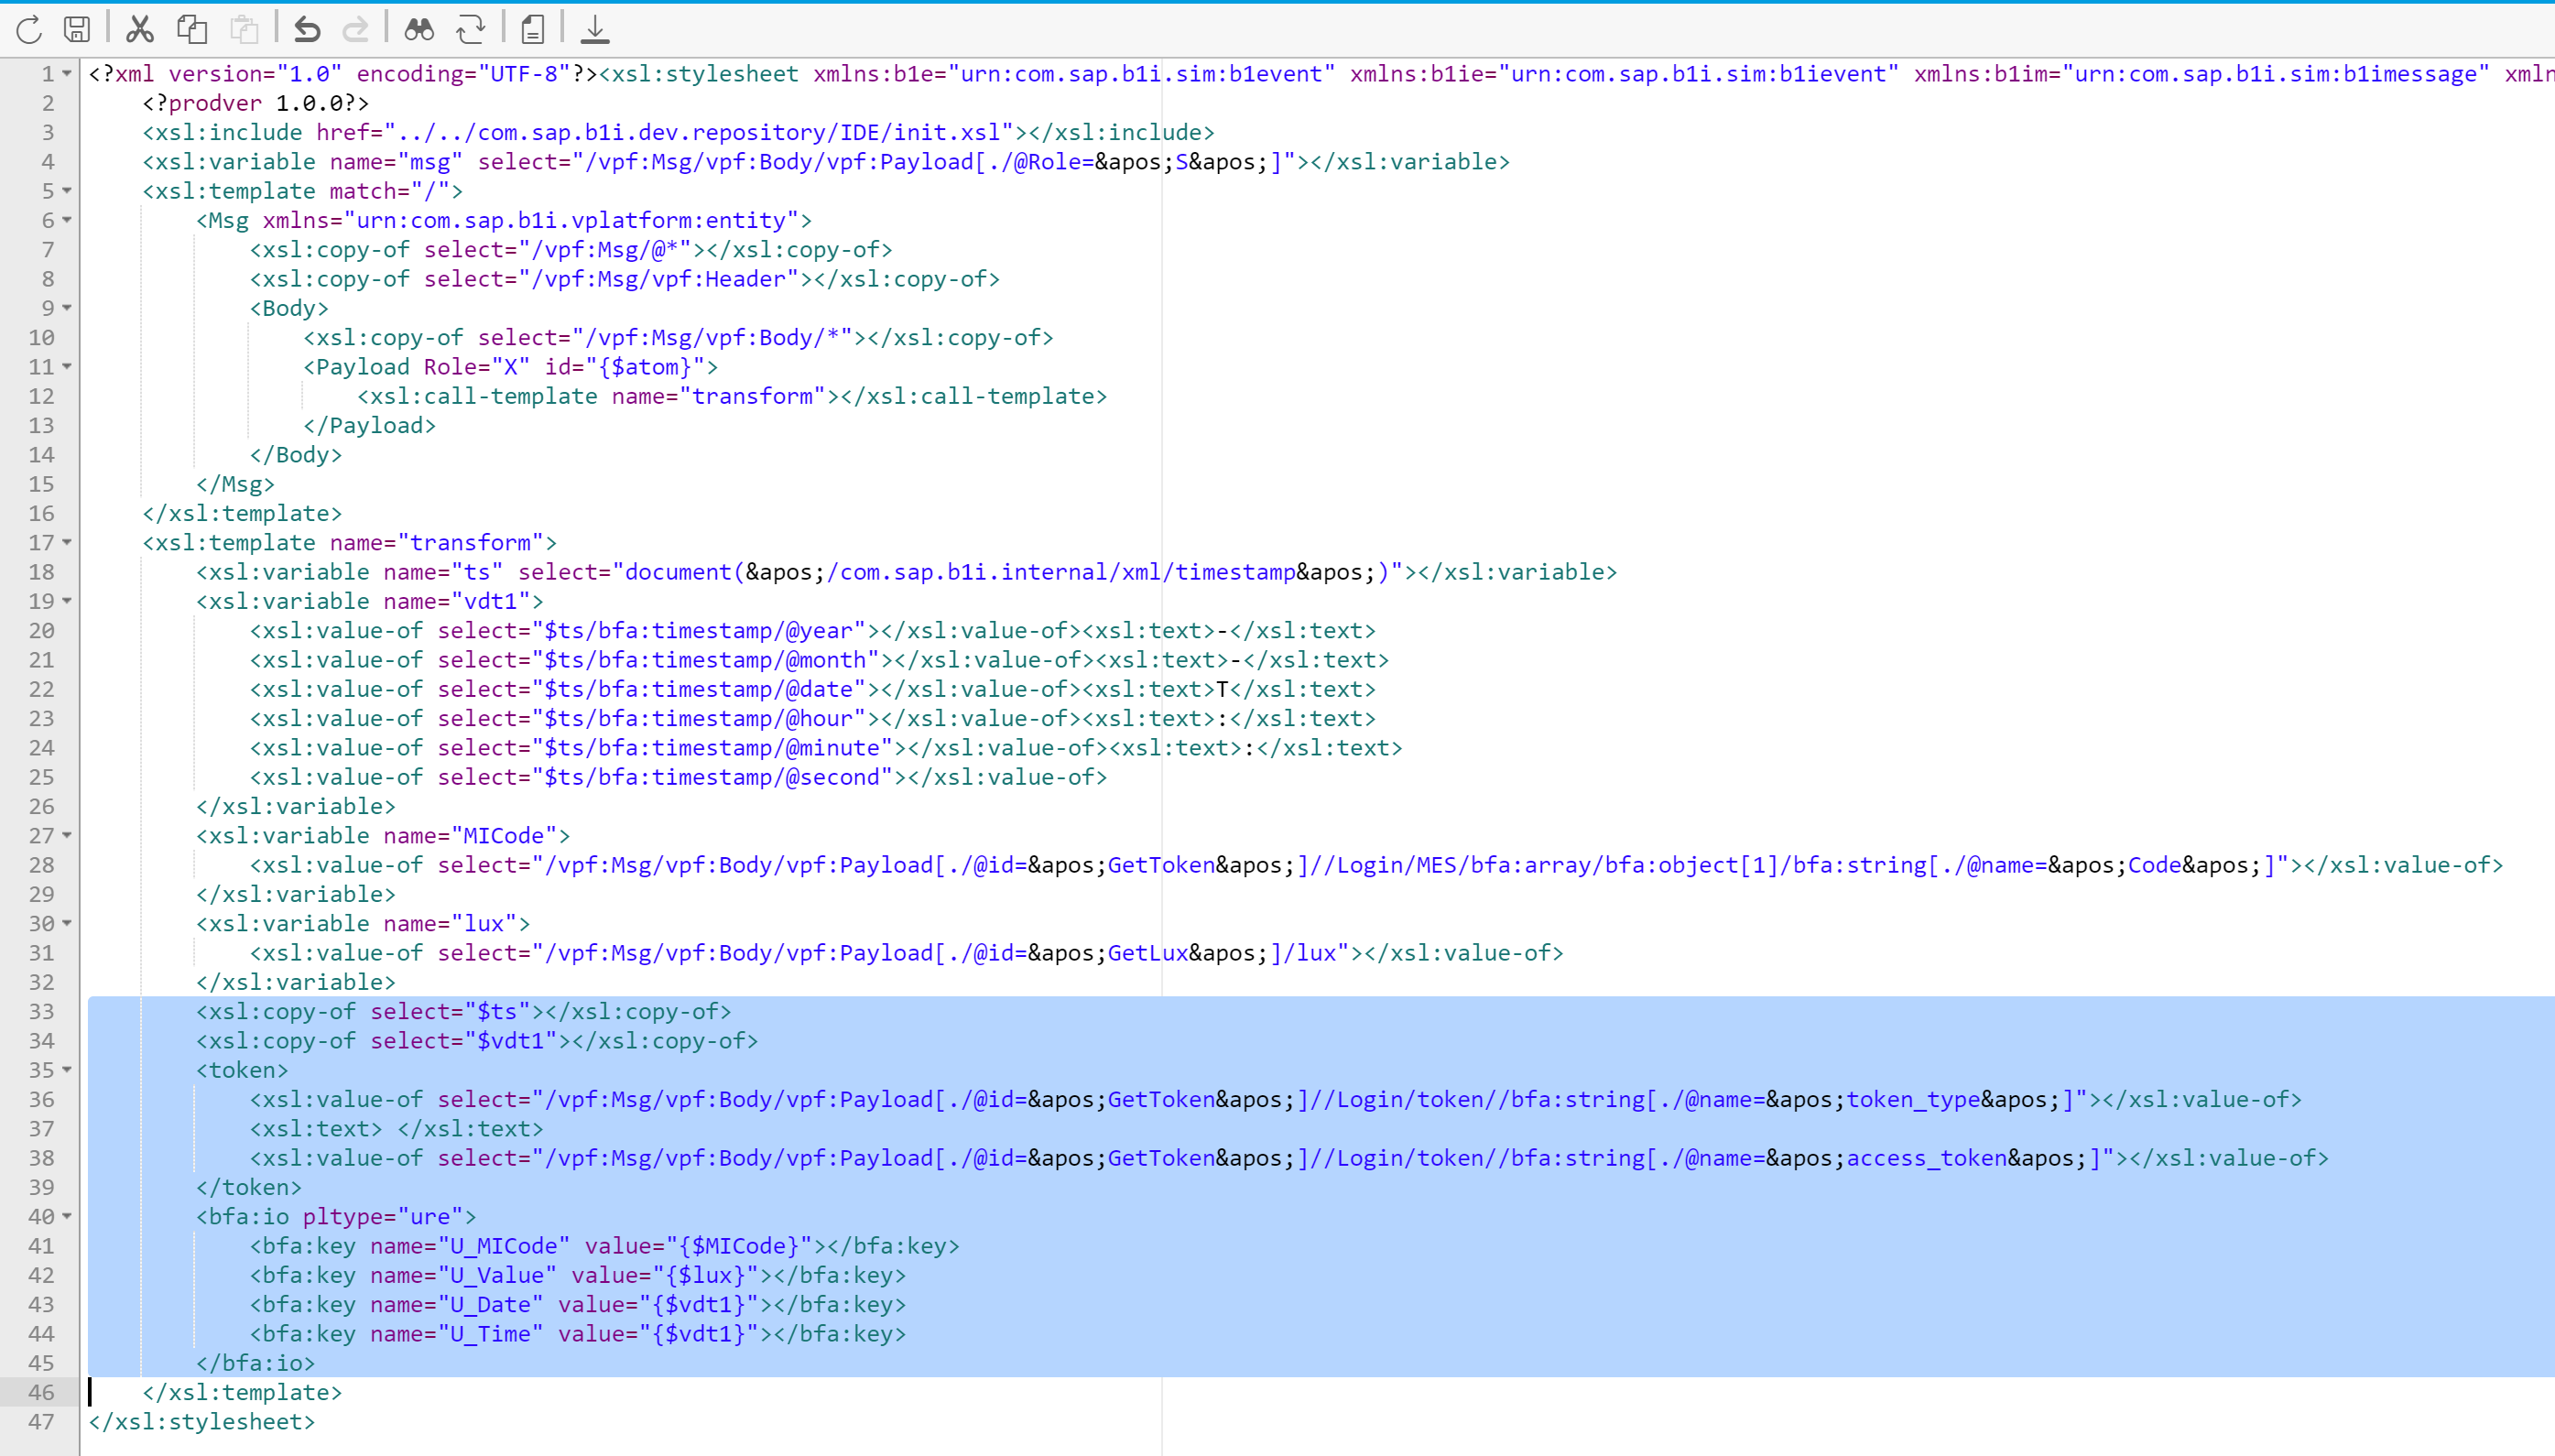 1 <?xml version="1.0" encoding="UTF-8"?><xsl:stylesheet xmlns:b1e="urn:com.sap.b1i.sim:b1event" xmlns:b1ie="urn:com.sap.b1i.sim:b1ievent" xmlns:b1im="urn:com.sap.b1i.sim:b1imessage" xmln
2 <?prodver 1.0.0?>
3 <xsl:include href="../../com.sap.b1i.dev.repository/IDE/init.xsl"></xsl:include>
4 <xsl:variable name="msg" select="/vpf:Msg/vpf:Body/vpf:Payload[./@Role=&apos;S&apos;]"></xsl:variable>
5 <xsl:template match="/">
6 <Msg xmlns="urn:com.sap.b1i.vplatform:entity">
7 <xsl:copy-of select="/vpf:Msg/@*"></xsl:copy-of>
8 <xsl:copy-of select="/vpf:Msg/vpf:Header"></xsl:copy-of>
9 <Body>
10 <xsl:copy-of select="/vpf:Msg/vpf:Body/*"></xsl:copy-of>
11 <Payload Role="X" id="{$atom}">
12 <xsl:call-template name="transform"></xsl:call-template>
13 </Payload>
14 </Body>
15 </Msg>
16 </xsl:template>
17 <xsl:template name="transform">
18 <xsl:variable name="ts" select="document(&apos;/com.sap.b1i.internal/xml/timestamp&apos;)"></xsl:variable>
19 <xsl:variable name="vdt1">
20 <xsl:value-of select="$ts/bfa:timestamp/@year"></xsl:value-of><xsl:text>-</xsl:text>
21 <xsl:value-of select="$ts/bfa:timestamp/@month"></xsl:value-of><xsl:text>-</xsl:text>
22 <xsl:value-of select="$ts/bfa:timestamp/@date"></xsl:value-of><xsl:text>T</xsl:text>
23 <xsl:value-of select="$ts/bfa:timestamp/@hour"></xsl:value-of><xsl:text>:</xsl:text>
24 <xsl:value-of select="$ts/bfa:timestamp/@minute"></xsl:value-of><xsl:text>:</xsl:text>
25 <xsl:value-of select="$ts/bfa:timestamp/@second"></xsl:value-of>
26 </xsl:variable>
27 <xsl:variable name="MICode">
28 <xsl:value-of select="/vpf:Msg/vpf:Body/vpf:Payload[./@id=&apos;GetToken&apos;]//Login/MES/bfa:array/bfa:object[1]/bfa:string[./@name=&apos;Code&apos;]"></xsl:value-of>
29 </xsl:variable>
30 <xsl:variable name="lux">
31 <xsl:value-of select="/vpf:Msg/vpf:Body/vpf:Payload[./@id=&apos;GetLux&apos;]/lux"></xsl:value-of>
32 </xsl:variable>
33 <xsl:copy-of select="$ts"></xsl:copy-of>
34 <xsl:copy-of select="$vdt1"></xsl:copy-of>
35 <token>
36 <xsl:value-of select="/vpf:Msg/vpf:Body/vpf:Payload[./@id=&apos;GetToken&apos;]//Login/token//bfa:string[./@name=&apos;token_type&apos;]"></xsl:value-of>
37 <xsl:text> </xsl:text>
38 <xsl:value-of select="/vpf:Msg/vpf:Body/vpf:Payload[./@id=&apos;GetToken&apos;]//Login/token//bfa:string[./@name=&apos;access_token&apos;]"></xsl:value-of>
39 </token>
40 <bfa:io pltype="ure">
41 <bfa:key name="U_MICode" value="{$MICode}"></bfa:key>
42 <bfa:key name="U_Value" value="{$lux}"></bfa:key>
43 <bfa:key name="U_Date" value="{$vdt1}"></bfa:key>
44 <bfa:key name="U_Time" value="{$vdt1}"></bfa:key>
45 </bfa:io>
46 </xsl:template>
47 </xsl:stylesheet>